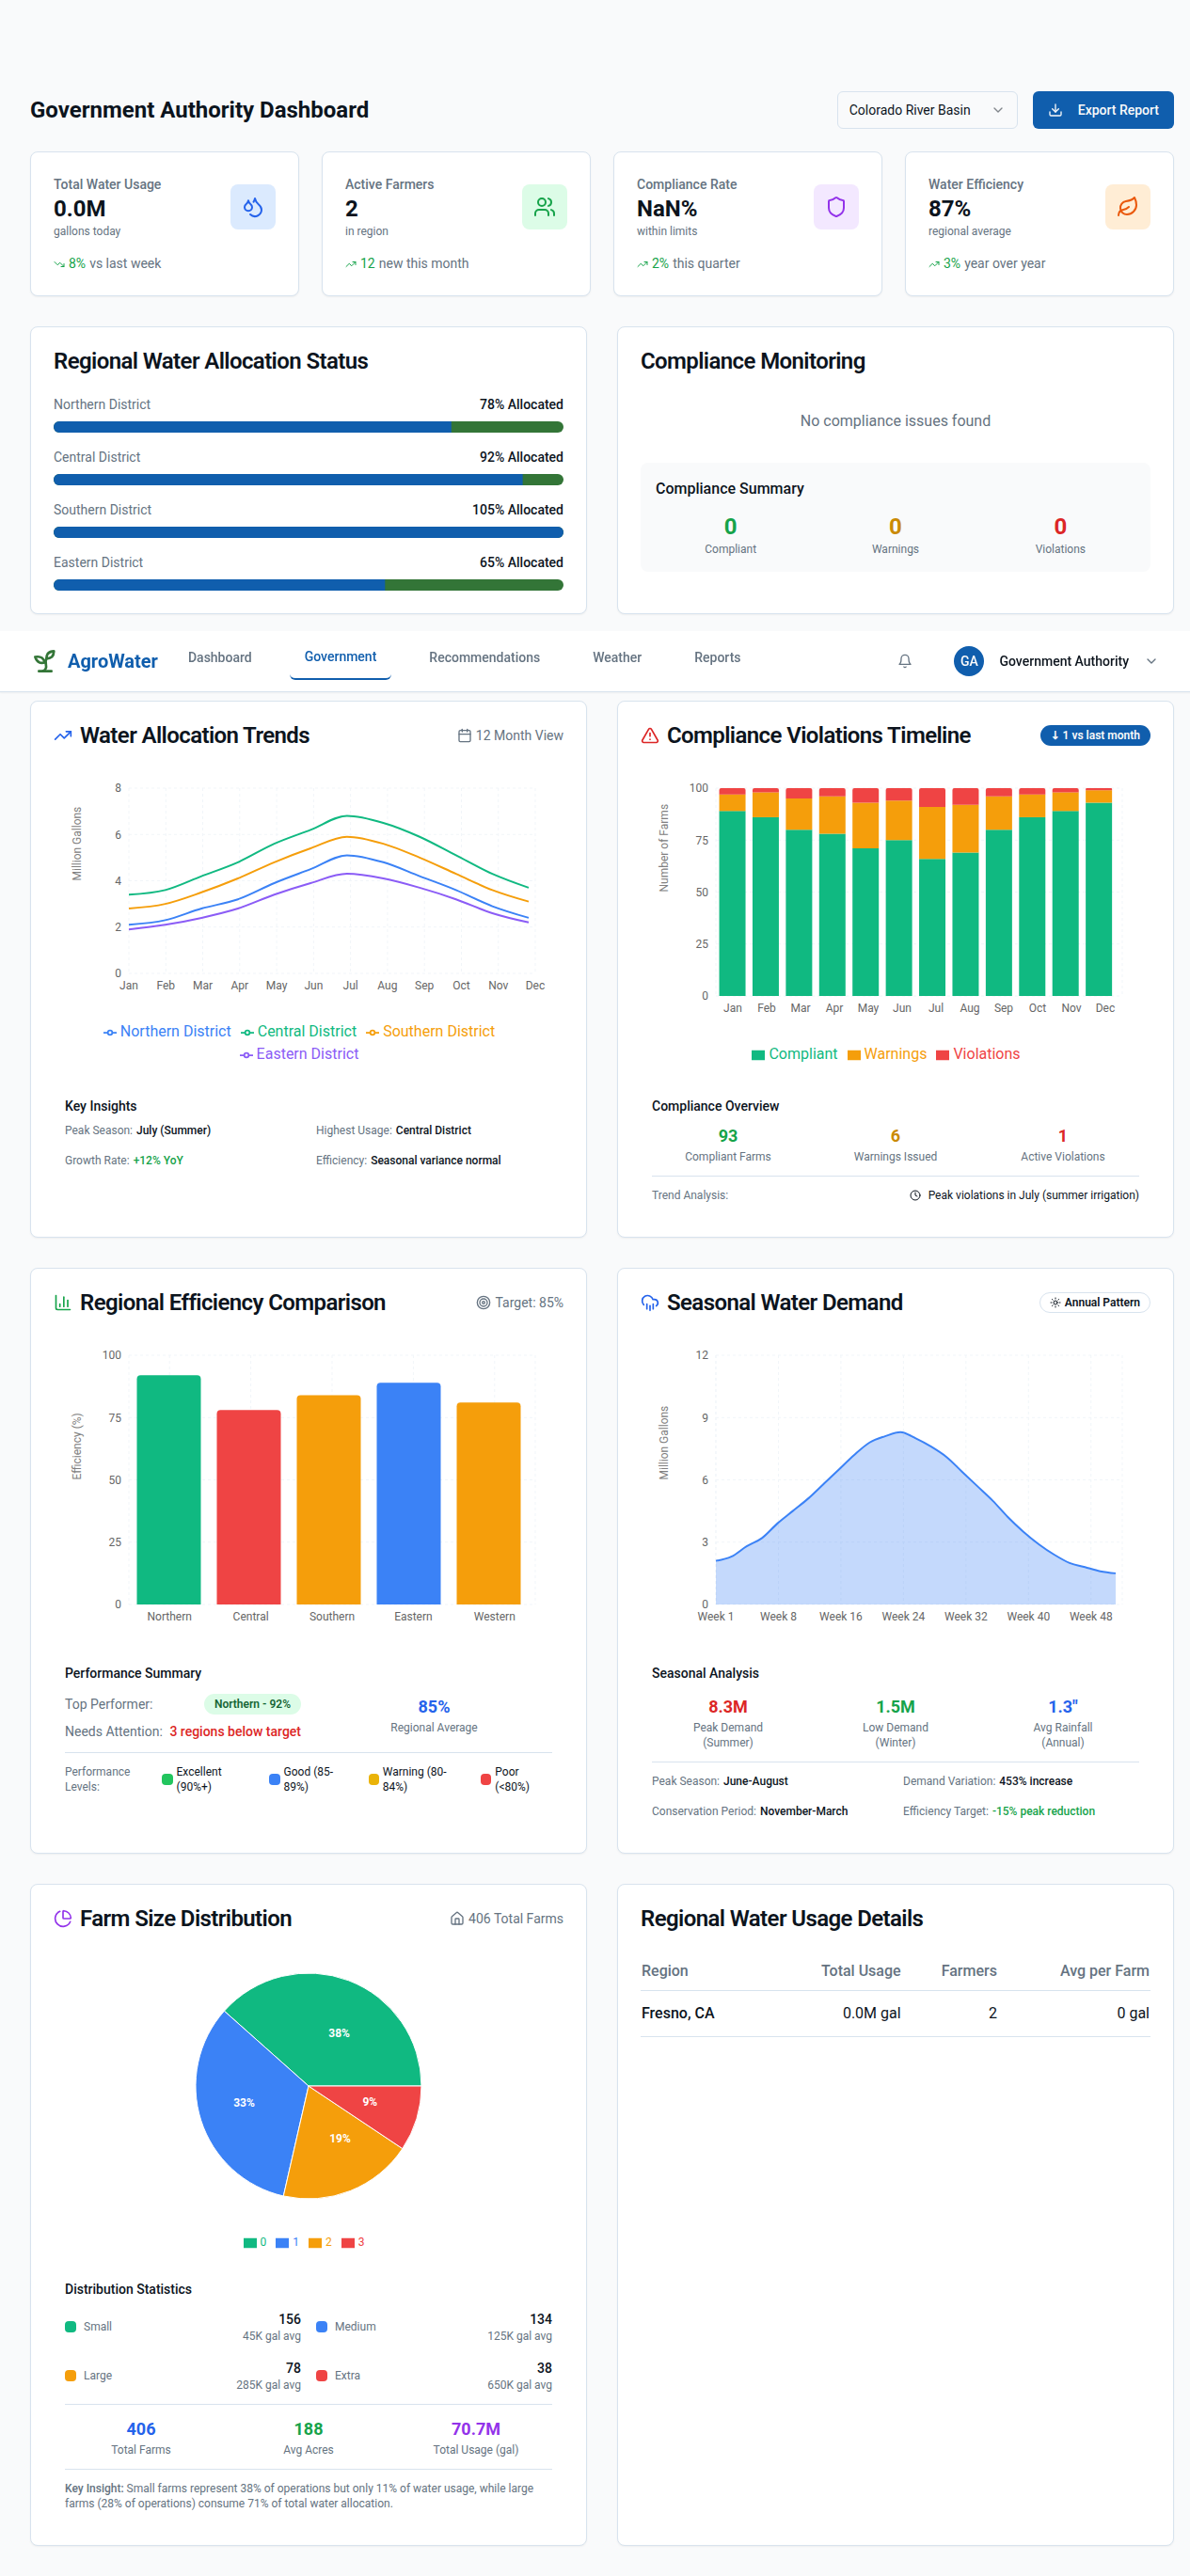 Government Authority Dashboard
Colorado River Basin
Export Report
Total Water Usage
0.0M
gallons today
8% vs last week
Active Farmers
2
in region
12 new this month
Compliance Rate
NaN%
within limits
2% this quarter
Water Efficiency
87%
regional average
3% year over year
Regional Water Allocation Status
Northern District 78% Allocated
Central District 92% Allocated
Southern District 105% Allocated
Eastern District 65% Allocated
Compliance Monitoring
No compliance issues found
Compliance Summary
0 0 0
Compliant Warnings Violations
AgroWater Dashboard Government Recommendations Weather Reports GA Government Authority
Water Allocation Trends 12 Month View
Million Gallons
8
6
4
2
0
Jan Feb Mar Apr May Jun Jul Aug Sep Oct Nov Dec
Northern District Central District Southern District
Eastern District
Key Insights
Peak Season: July (Summer) Highest Usage: Central District
Growth Rate: +12% YoY Efficiency: Seasonal variance normal
Compliance Violations Timeline ↓ 1 vs last month
Number of Farms
100
75
50
25
0
Jan Feb Mar Apr May Jun Jul Aug Sep Oct Nov Dec
Compliant Warnings Violations
Compliance Overview
93 6 1
Compliant Farms Warnings Issued Active Violations
Trend Analysis: Peak violations in July (summer irrigation)
Regional Efficiency Comparison Target: 85%
Efficiency (%)
100
75
50
25
0
Northern Central Southern Eastern Western
Performance Summary
Top Performer: Northern - 92%
Needs Attention: 3 regions below target
85%
Regional Average
Performance Levels:
Excellent (90%+)
Good (85-89%)
Warning (80-84%)
Poor (<80%)
Seasonal Water Demand Annual Pattern
Million Gallons
12
9
6
3
0
Week 1 Week 8 Week 16 Week 24 Week 32 Week 40 Week 48
Seasonal Analysis
8.3M 1.5M 1.3"
Peak Demand Low Demand Avg Rainfall
(Summer) (Winter) (Annual)
Peak Season: June-August Demand Variation: 453% increase
Conservation Period: November-March Efficiency Target: -15% peak reduction
Farm Size Distribution 406 Total Farms
38%
33%
9%
19%
0 1 2 3
Distribution Statistics
Small 156
45K gal avg
Medium 134
125K gal avg
Large 78
285K gal avg
Extra 38
650K gal avg
406 188 70.7M
Total Farms Avg Acres Total Usage (gal)
Key Insight: Small farms represent 38% of operations but only 11% of water usage, while large
farms (28% of operations) consume 71% of total water allocation.
Regional Water Usage Details
Region Total Usage Farmers Avg per Farm
Fresno, CA 0.0M gal 2 0 gal